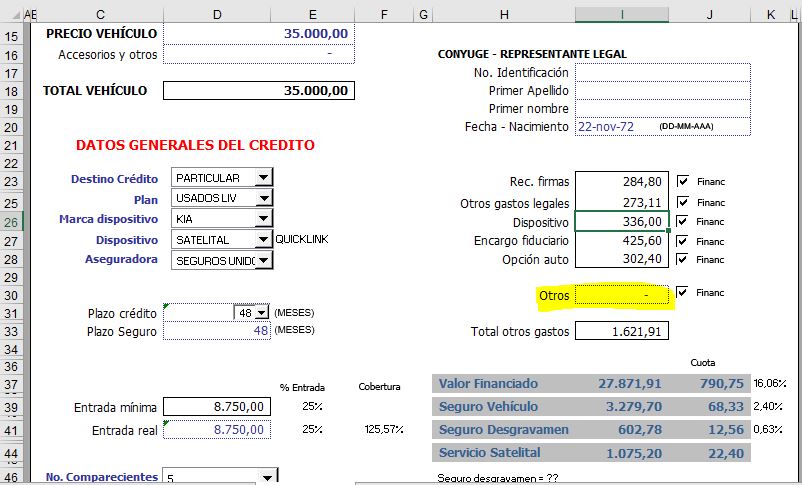 A B C D E F G H I J K L
15 PRECIO VEHÍCULO 35.000,00
16 Accesorios y otros - CONYUGE - REPRESENTANTE LEGAL
17 No. Identificación
18 TOTAL VEHÍCULO 35.000,00 Primer Apellido
19 Primer nombre
20 Fecha - Nacimiento 22-nov-72 (DD-MM-AAA)
21 DATOS GENERALES DEL CREDITO
22
23 Destino Crédito PARTICULAR Rec. firmas 284,80 Financ
25 Plan USADOS LIV Otros gastos legales 273,11 Financ
26 Marca dispositivo KIA Dispositivo 336,00 Financ
27 Dispositivo SATELITAL QUICKLINK Encargo fiduciario 425,60 Financ
28 Aseguradora SEGUROS UNIDO Opción auto 302,40 Financ
29
30 Otros - Financ
31 Plazo crédito 48 (MESES)
33 Plazo Seguro 48 (MESES) Total otros gastos 1.621,91
34
36 Cuota
37 % Entrada Cobertura Valor Financiado 27.871,91 790,75 16,06%
39 Entrada mínima 8.750,00 25% Seguro Vehículo 3.279,70 68,33 2,40%
41 Entrada real 8.750,00 25% 125,57% Seguro Desgravamen 602,78 12,56 0,63%
44 Servicio Satelital 1.075,20 22,40
46 No. Comparecientes 5 Seguro desgravamen = ??